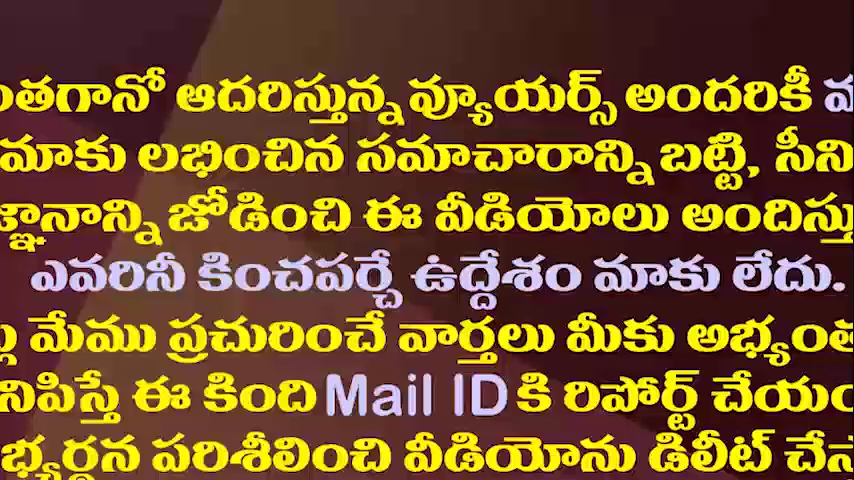 ంతగానో ఆదరిస్తున్న వ్యూయర్స్ అందరికీ
మాకు లభించిన సమాచారాన్ని బట్టి, సీని
జ్ఞానాన్ని జోడించి ఈ వీడియోలు అందిస్తు
ఎవరినీ కించపర్చే ఉద్దేశం మాకు లేదు.
మేము ప్రచురించే వార్తలు మీకు అభ్యంత
నిపిస్తే ఈ కింది Mail ID కి రిపోర్ట్ చేయం
భ్యర్థన పరిశీలించి వీడియోను డిలీట్ చేస